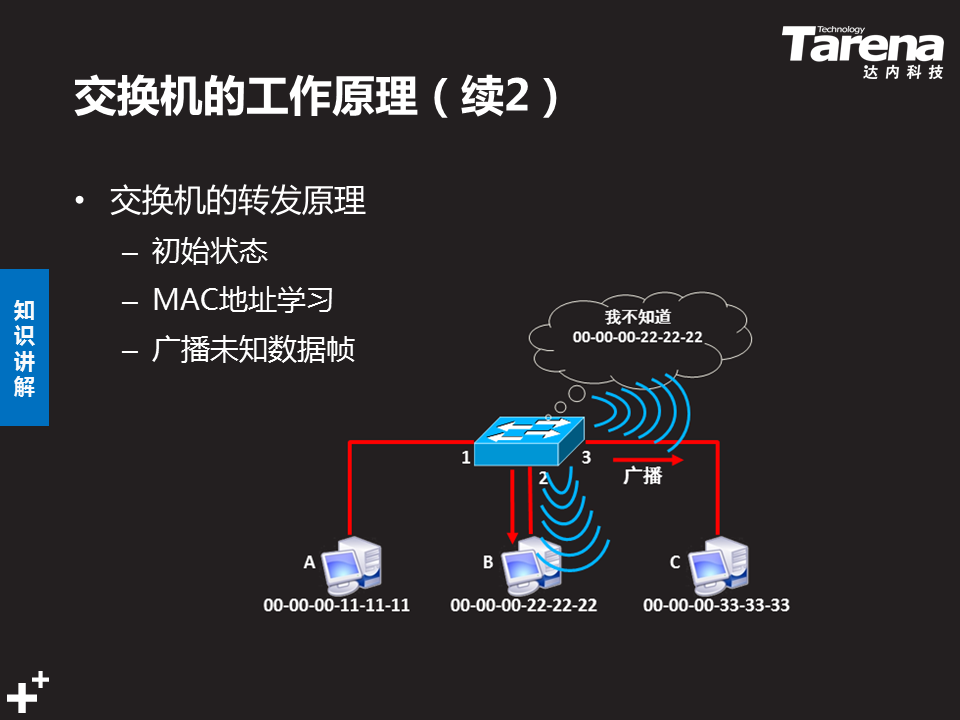 Technology
Tarena
达内科技
交换机的工作原理（续2）
• 交换机的转发原理
– 初始状态
– MAC地址学习
– 广播未知数据帧
知识讲解
我不知道
00-00-00-22-22-22
1
3
2
广播
A
B
C
00-00-00-11-11-11
00-00-00-22-22-22
00-00-00-33-33-33